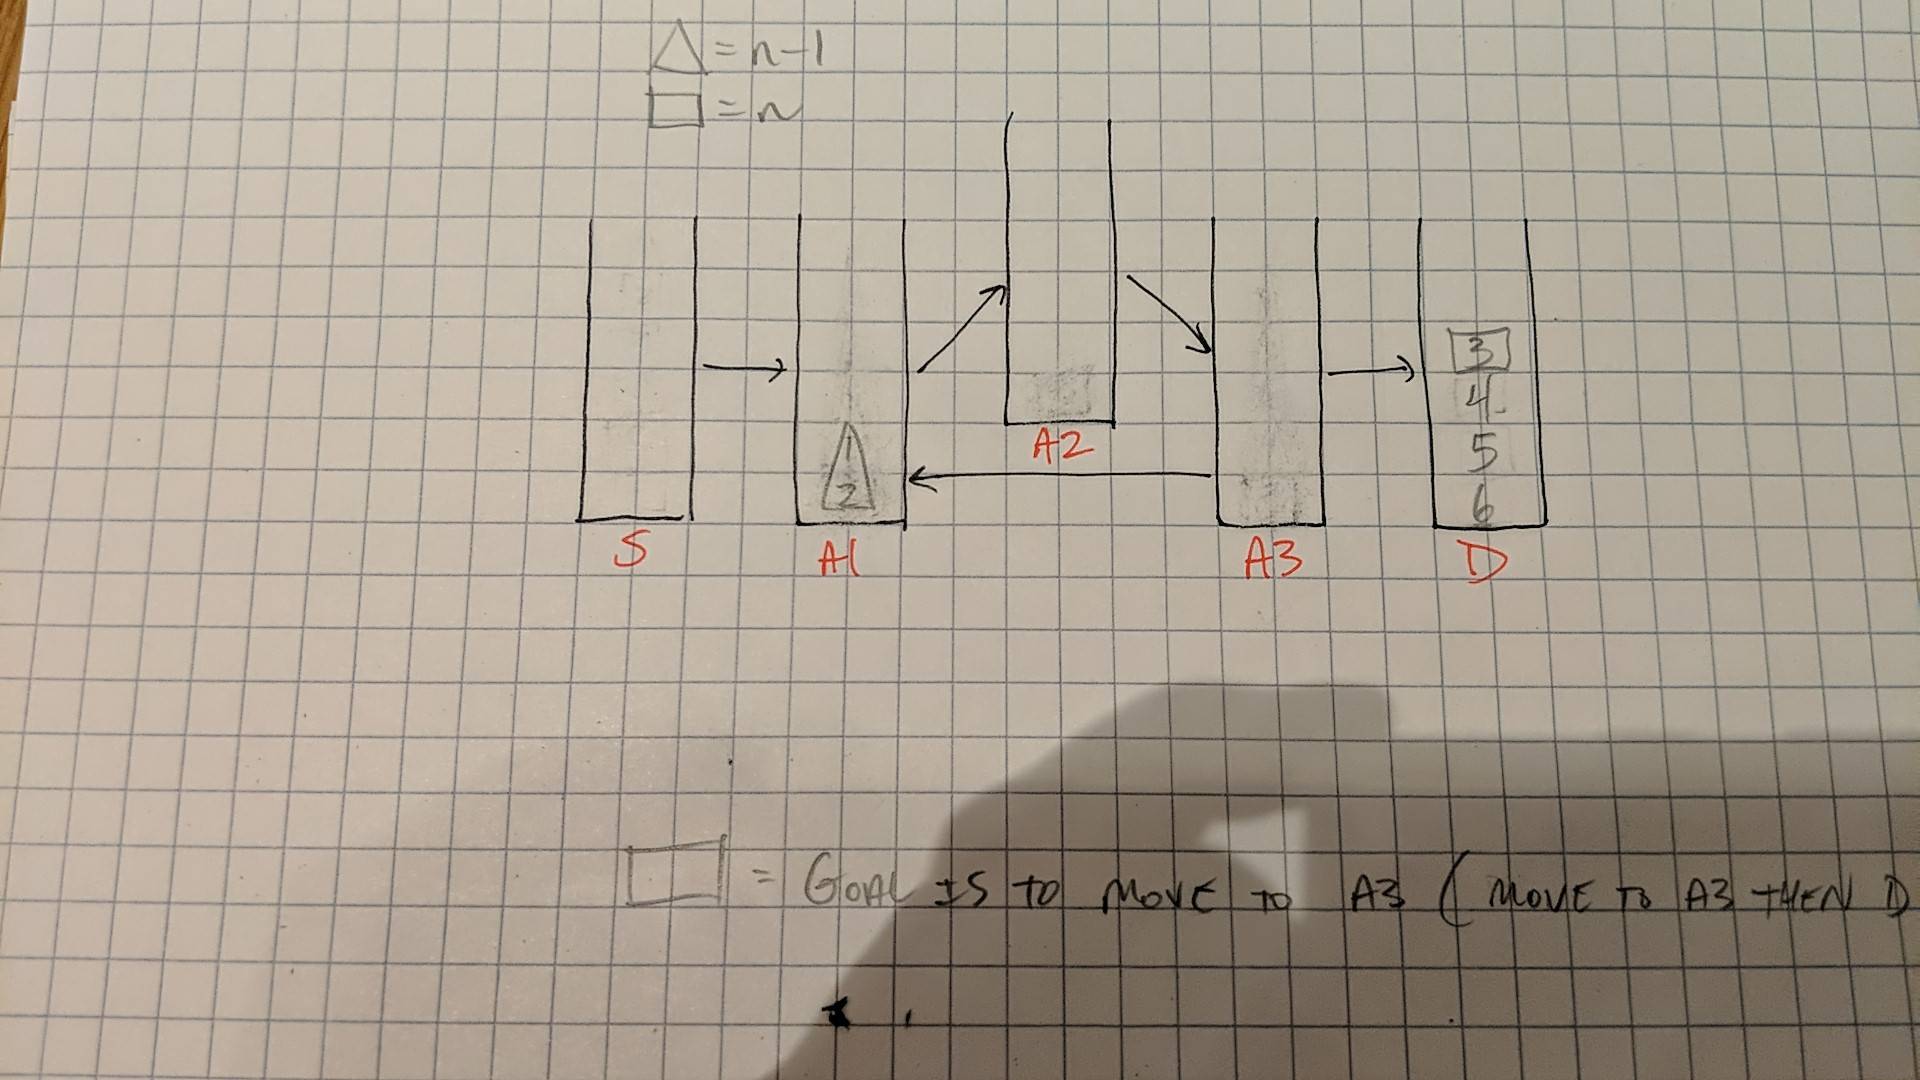 △ = n-1
□ = n
3
4
5
6
1
2
A2
S
A1
A3
D
□ = GOAL IS TO MOVE TO A3 (MOVE TO A3 THEN D